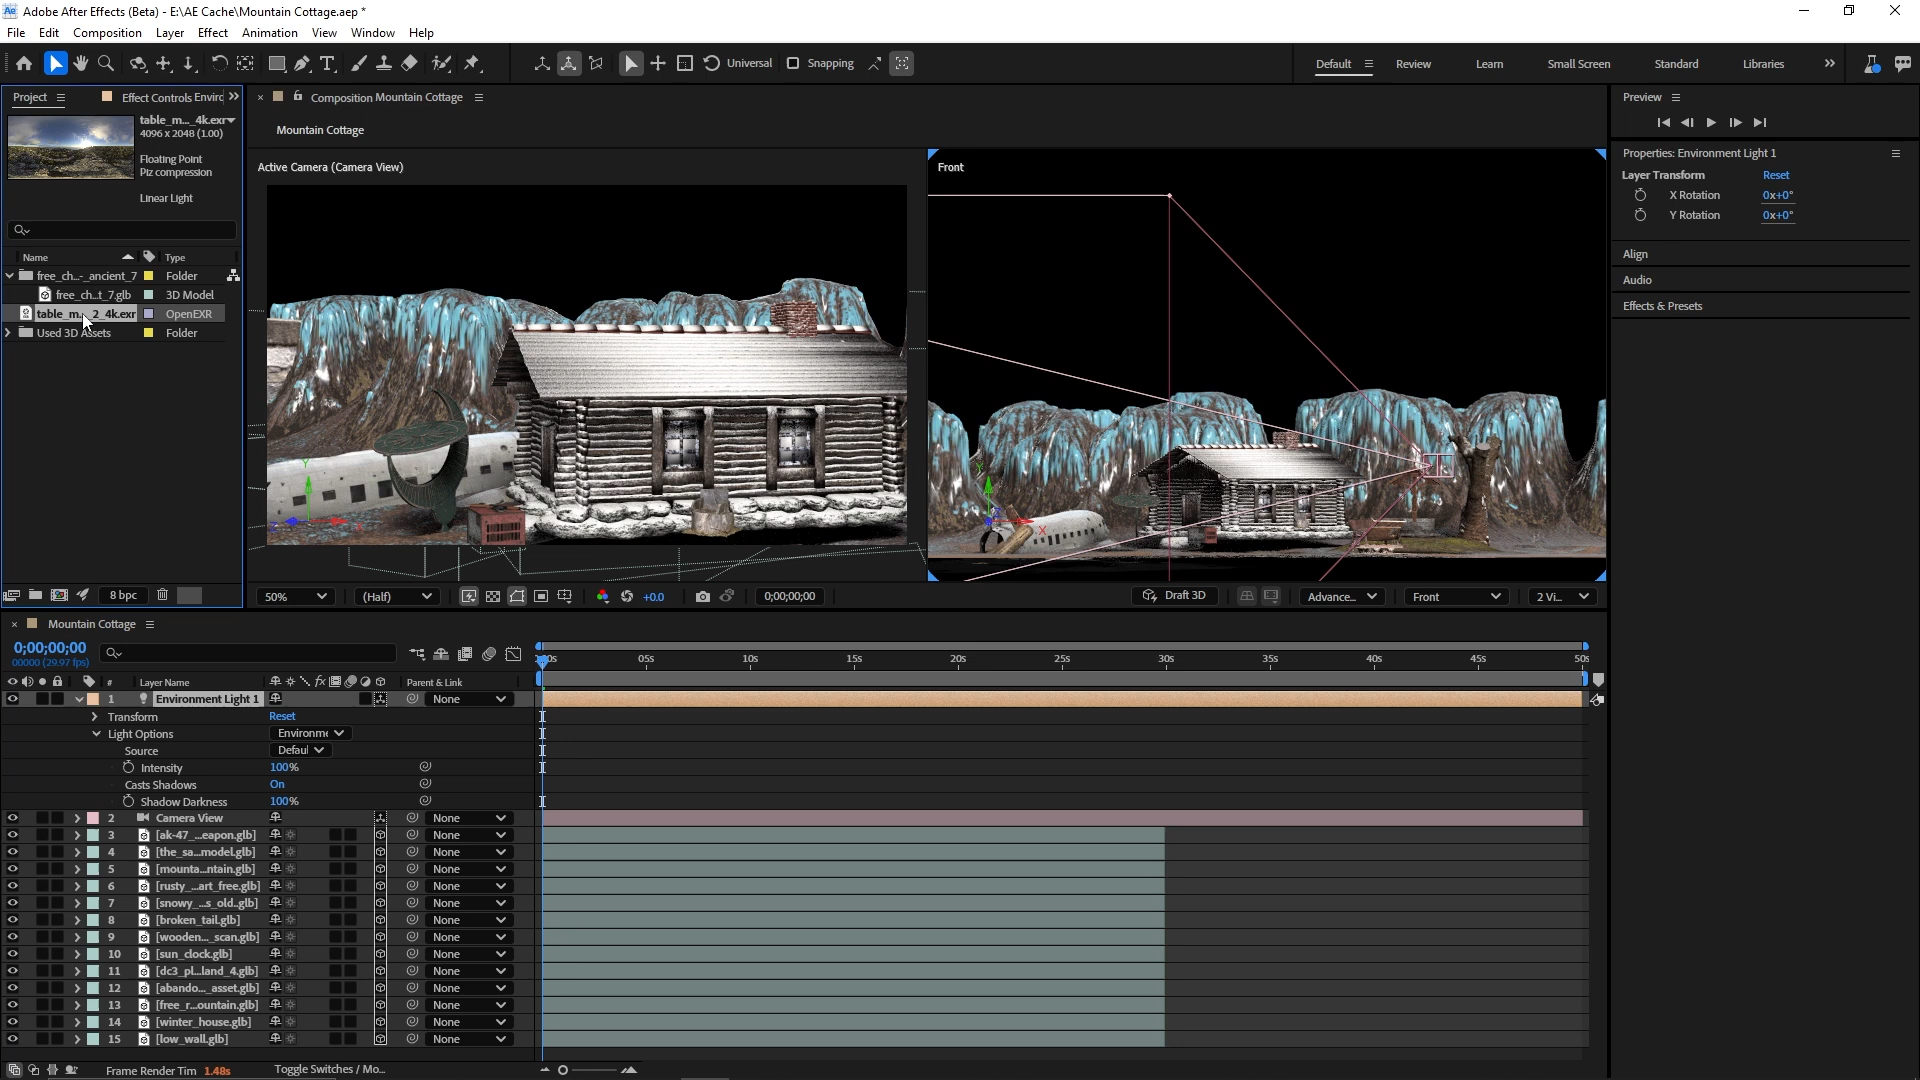 Adobe After Effects (Beta) - E:\AE Cache\Mountain Cottage.aep *
File Edit Composition Layer Effect Animation View Window Help
Universal Snapping Default Review Learn Small Screen Standard Libraries
Project Effect Controls Enviro
Composition Mountain Cottage
Preview
table_m..._4k.exr
4096 x 2048 (1.00)
Floating Point
Piz compression
Linear Light
Mountain Cottage
Active Camera (Camera View)
Front
Properties: Environment Light 1
Layer Transform Reset
X Rotation 0x+0°
Y Rotation 0x+0°
Align
Audio
Effects & Presets
Name Type
free_ch...-_ancient_7 Folder
free_ch...t_7.glb 3D Model
table_m..._2_4k.exr OpenEXR
Used 3D Assets Folder
8 bpc
50% (Half) +0.0 0;00;00;00 Draft 3D Advance... Front 2 Vi...
Mountain Cottage
0;00;00;00
00000 (29.97 fps)
05s 10s 15s 20s 25s 30s 35s 40s 45s 50s
# Layer Name fx Parent & Link
1 Environment Light 1 None
Transform Reset
Light Options Environme
Source Defaul
Intensity 100%
Casts Shadows On
Shadow Darkness 100%
2 Camera View None
3 [ak-47_...eapon.glb] None
4 [the_sa...model.glb] None
5 [mounta...ntain.glb] None
6 [rusty_...art_free.glb] None
7 [snowy_...s_old..glb] None
8 [broken_tail.glb] None
9 [wooden..._scan.glb] None
10 [sun_clock.glb] None
11 [dc3_pl...land_4.glb] None
12 [abando..._asset.glb] None
13 [free_r...ountain.glb] None
14 [winter_house.glb] None
15 [low_wall.glb] None
Frame Render Tim 1.48s Toggle Switches / Mo...